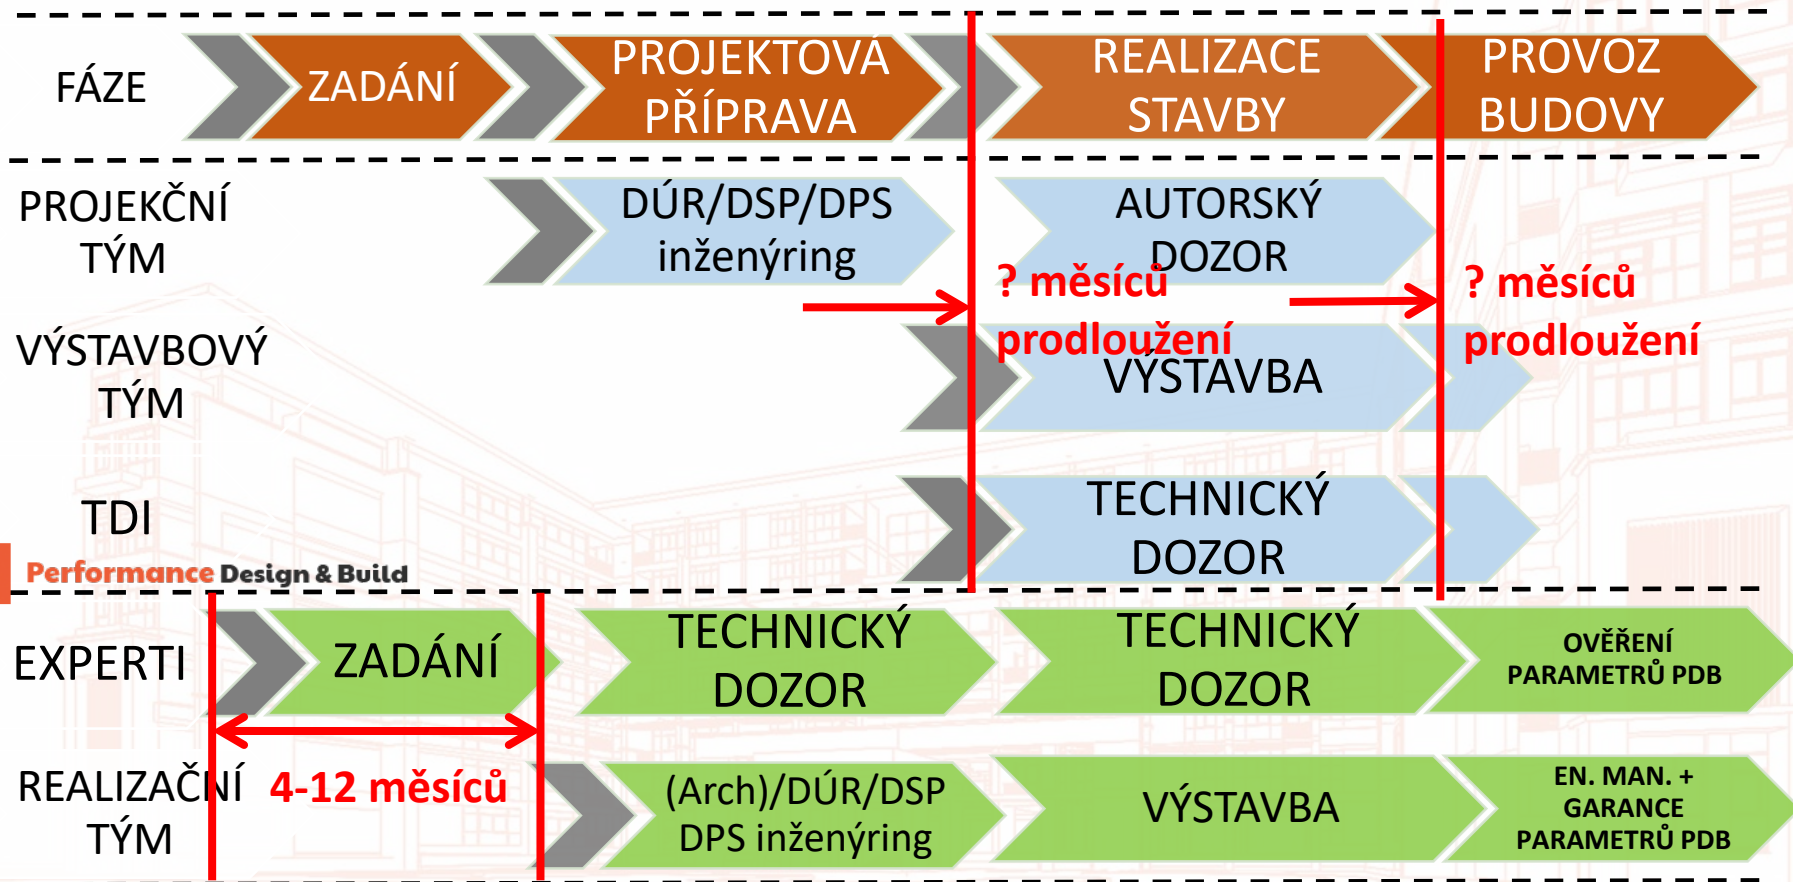 FÁZE
ZADÁNÍ
PROJEKTOVÁ
PŘÍPRAVA
REALIZACE
STAVBY
PROVOZ
BUDOVY
PROJEKČNÍ
TÝM
DÚR/DSP/DPS
inženýring
AUTORSKÝ
DOZOR
? měsíců
prodloužení
? měsíců
prodloužení
VÝSTAVBOVÝ
TÝM
VÝSTAVBA
TDI
TECHNICKÝ
DOZOR
Performance Design & Build
EXPERTI
ZADÁNÍ
TECHNICKÝ
DOZOR
TECHNICKÝ
DOZOR
OVĚŘENÍ
PARAMETRŮ PDB
REALIZAČNÍ
TÝM
4-12 měsíců
(Arch)/DÚR/DSP
DPS inženýring
VÝSTAVBA
EN. MAN. +
GARANCE
PARAMETRŮ PDB